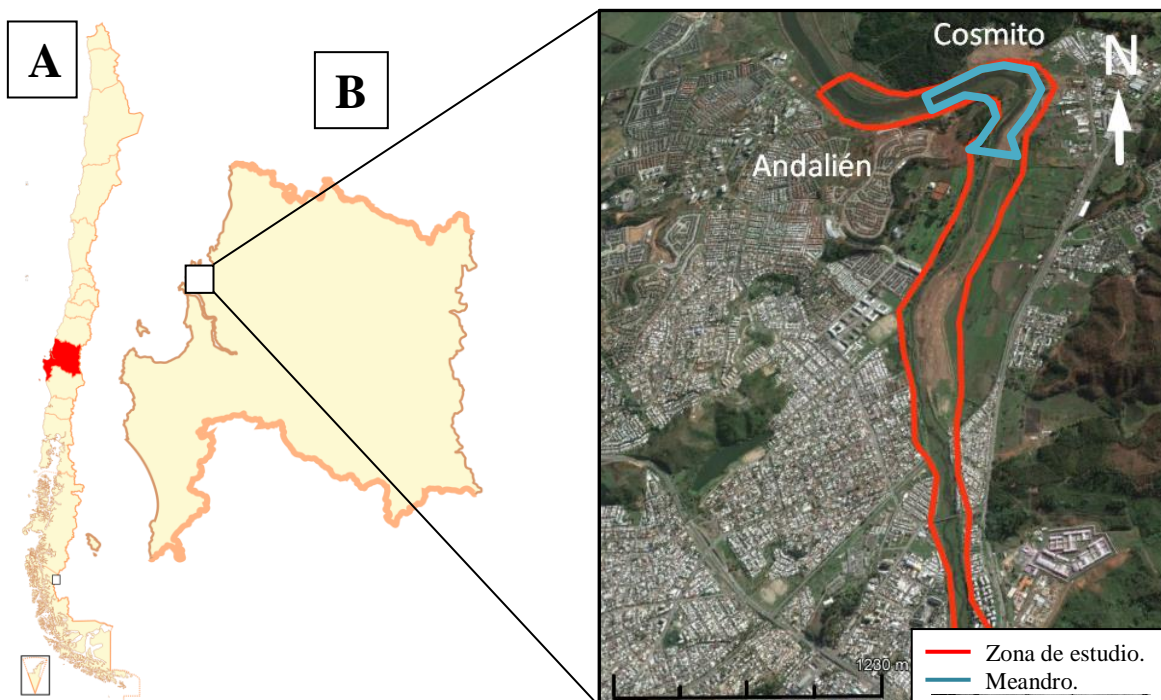 A
B
Cosmito
N
Andalién
1230 m
Zona de estudio.
Meandro.